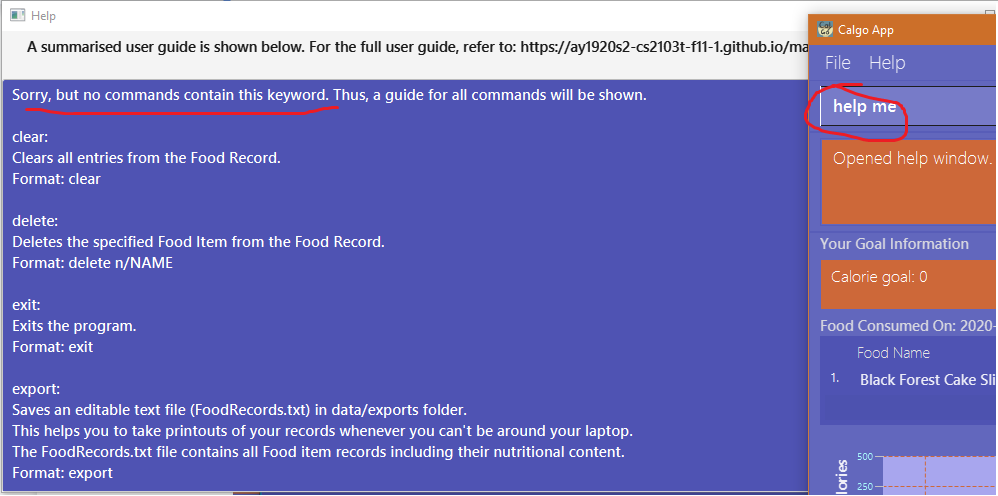 Help
A summarised user guide is shown below. For the full user guide, refer to: https://ay1920s2-cs2103t-f11-1.github.io/ma
Sorry, but no commands contain this keyword. Thus, a guide for all commands will be shown.
clear:
Clears all entries from the Food Record.
Format: clear
delete:
Deletes the specified Food Item from the Food Record.
Format: delete n/NAME
exit:
Exits the program.
Format: exit
export:
Saves an editable text file (FoodRecords.txt) in data/exports folder.
This helps you to take printouts of your records whenever you can't be around your laptop.
The FoodRecords.txt file contains all Food item records including their nutritional content.
Format: export
Calgo App
File Help
help me
Opened help window.
Your Goal Information
Calorie goal: 0
Food Consumed On: 2020-
Food Name
1. Black Forest Cake Sli
500
250
lories